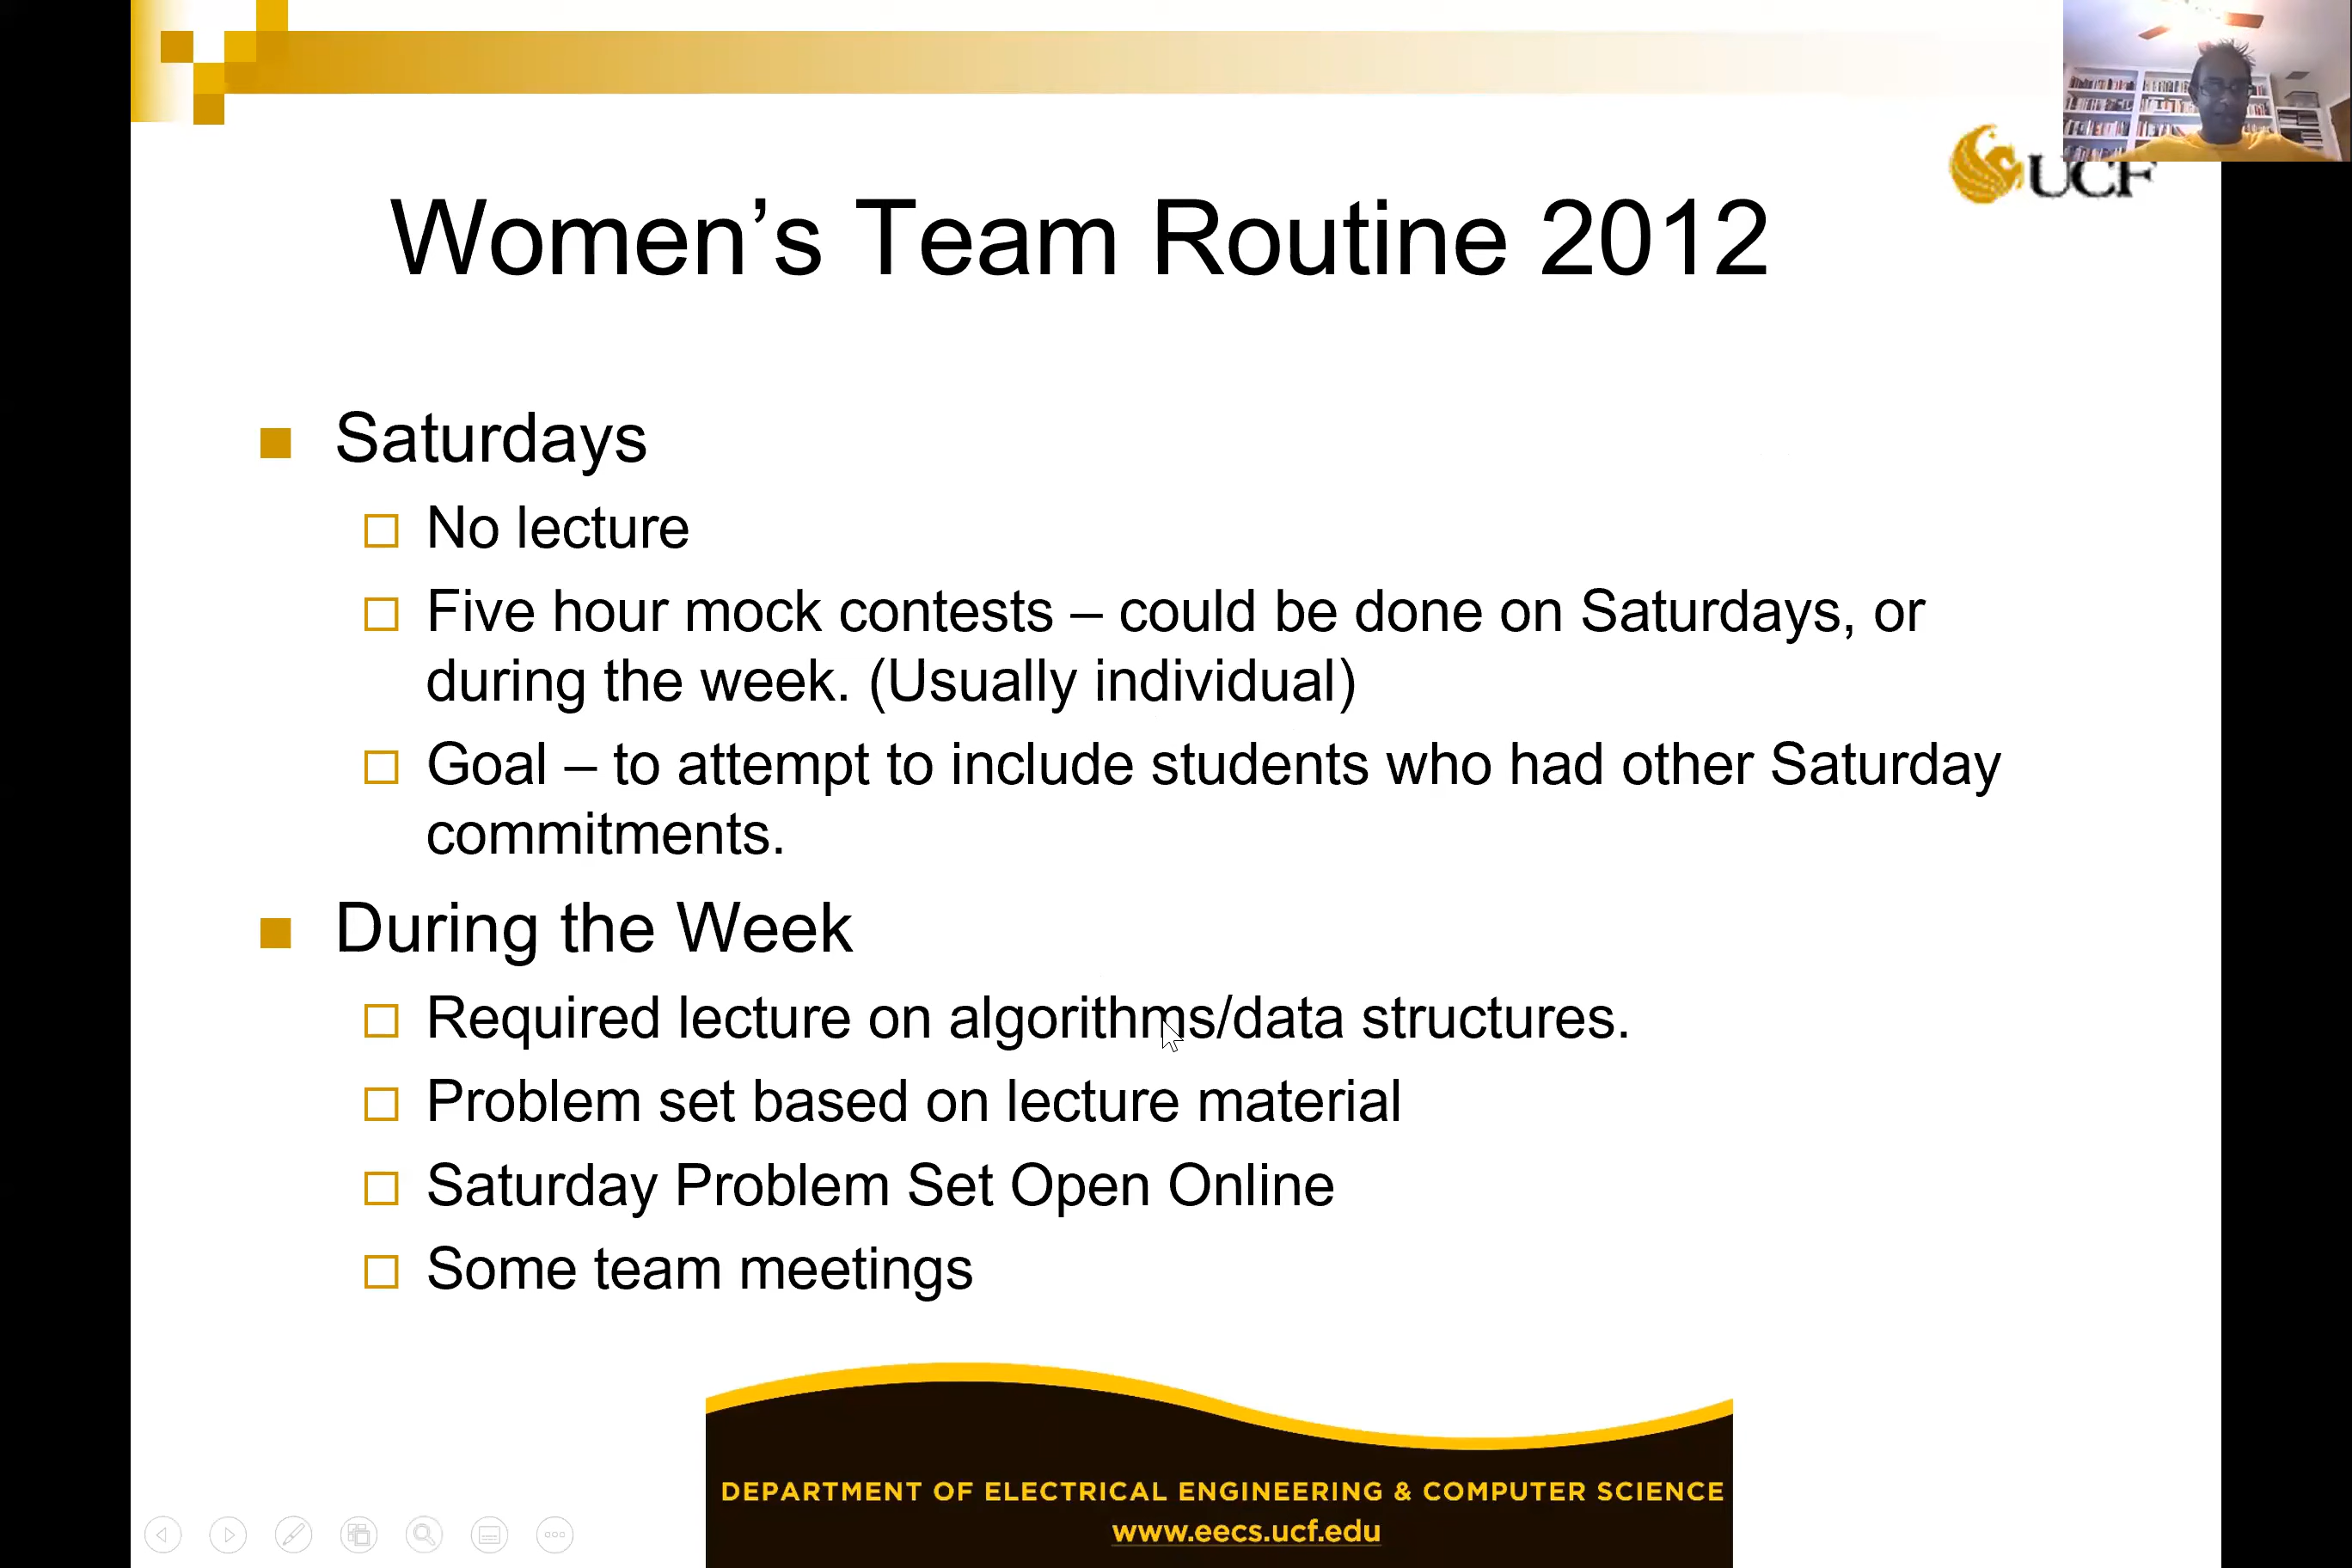 UCF
Women’s Team Routine 2012
Saturdays
No lecture
Five hour mock contests – could be done on Saturdays, or
during the week. (Usually individual)
Goal – to attempt to include students who had other Saturday
commitments.
During the Week
Required lecture on algorithms/data structures.
Problem set based on lecture material
Saturday Problem Set Open Online
Some team meetings
DEPARTMENT OF ELECTRICAL ENGINEERING & COMPUTER SCIENCE
www.eecs.ucf.edu